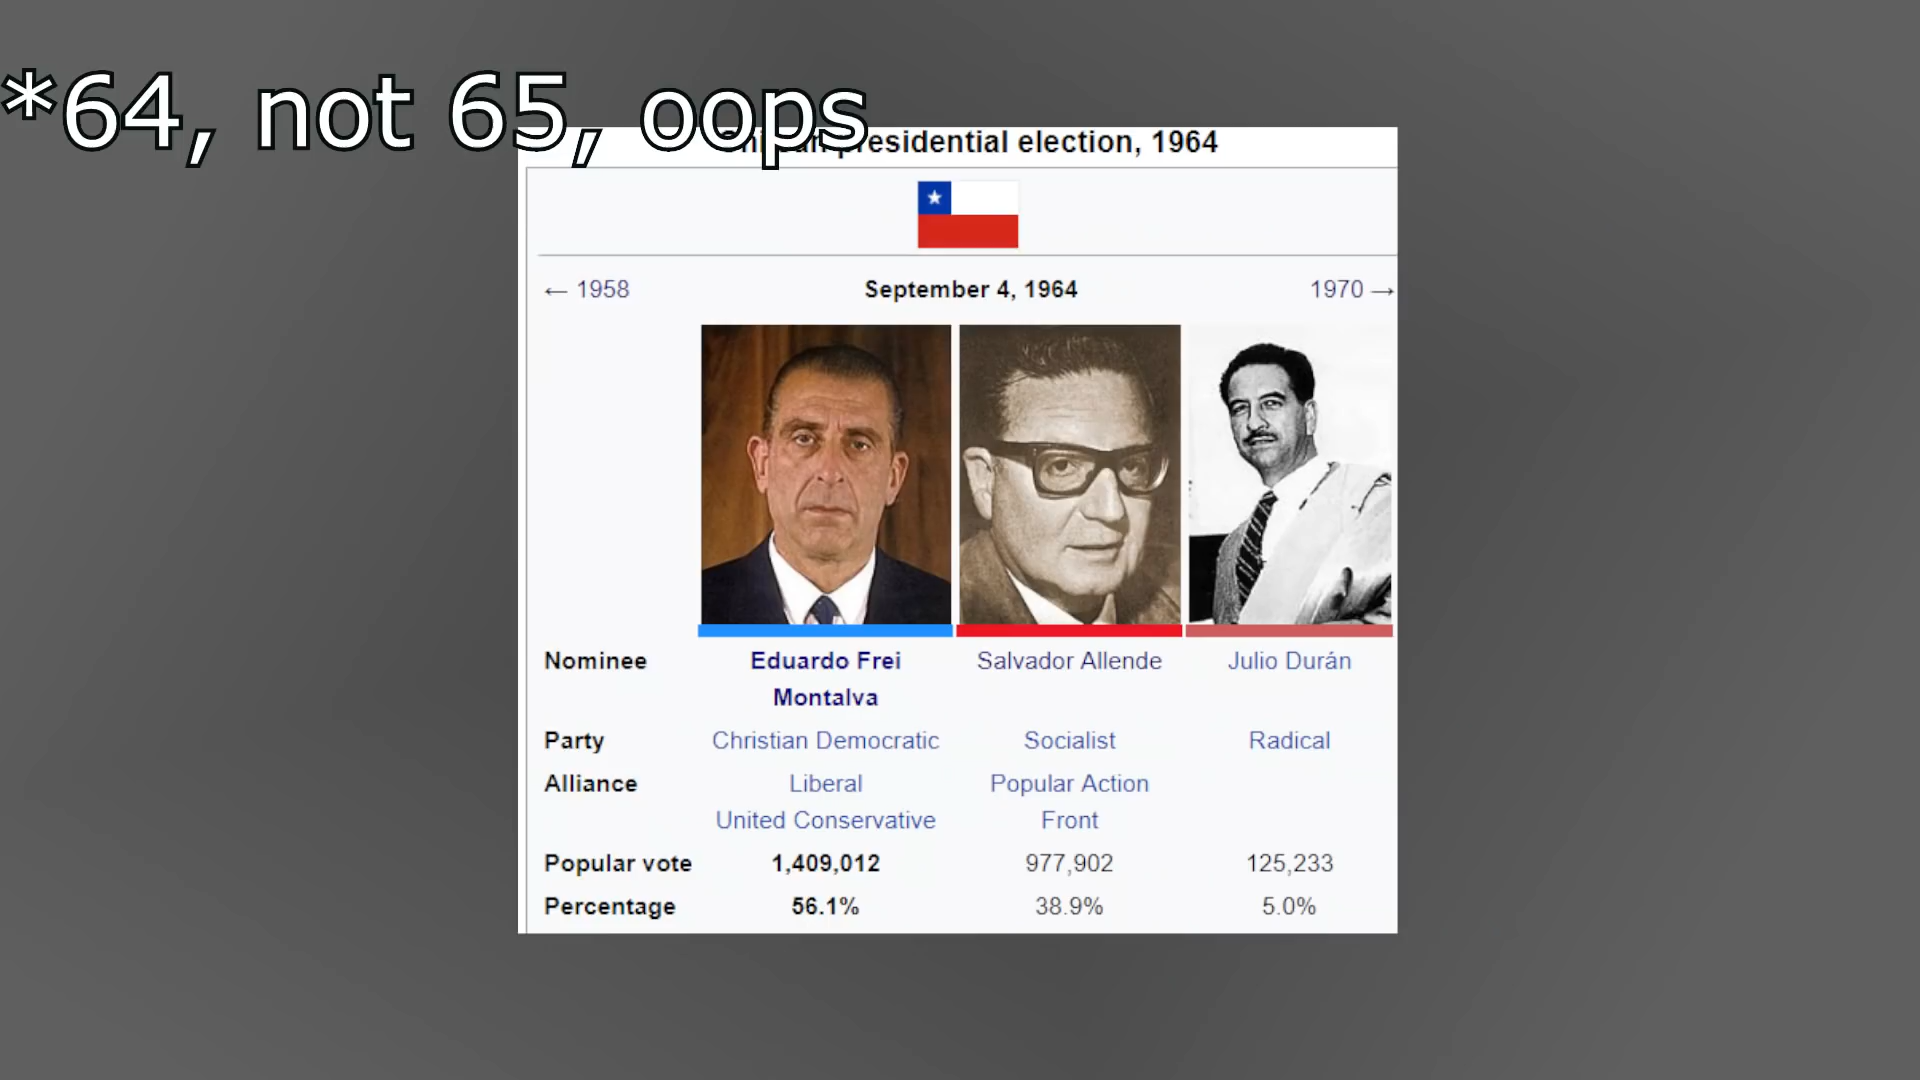 *64, not 65, oops
presidential election, 1964
← 1958 September 4, 1964 1970 →
Nominee Eduardo Frei Montalva Salvador Allende Julio Durán
Party Christian Democratic Socialist Radical
Alliance Liberal United Conservative Popular Action Front
Popular vote 1,409,012 977,902 125,233
Percentage 56.1% 38.9% 5.0%